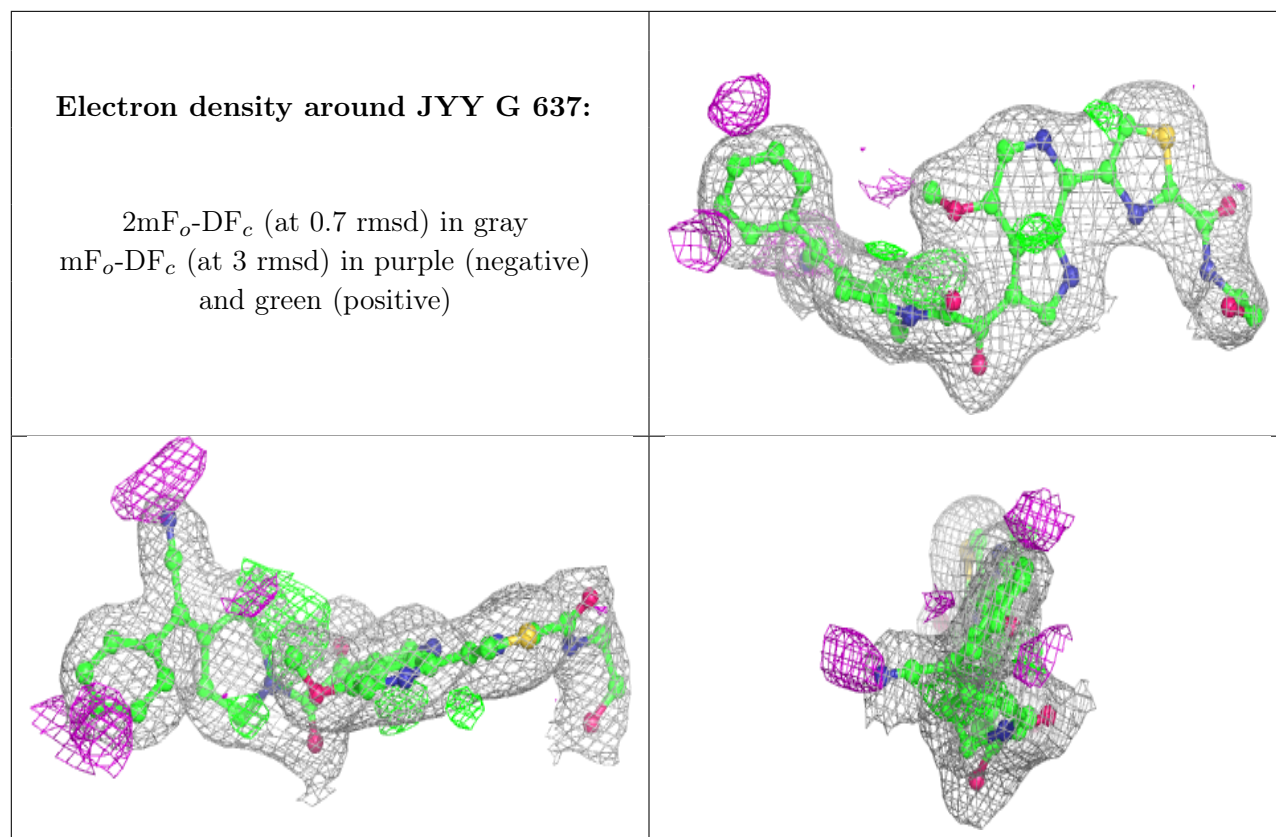 Electron density around JYY G 637:
2mFo-DFc (at 0.7 rmsd) in gray
mFo-DFc (at 3 rmsd) in purple (negative)
and green (positive)